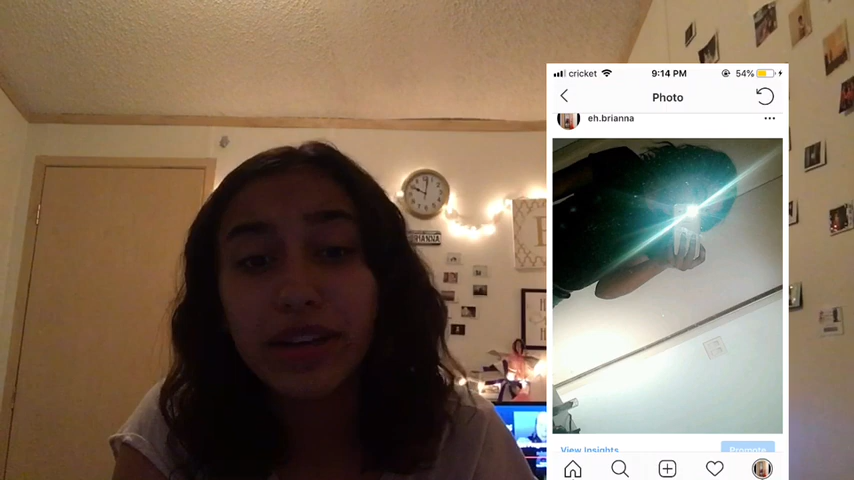 cricket 9:14 PM 54%
Photo
eh.brianna
View Insights Promote
BRIANNA